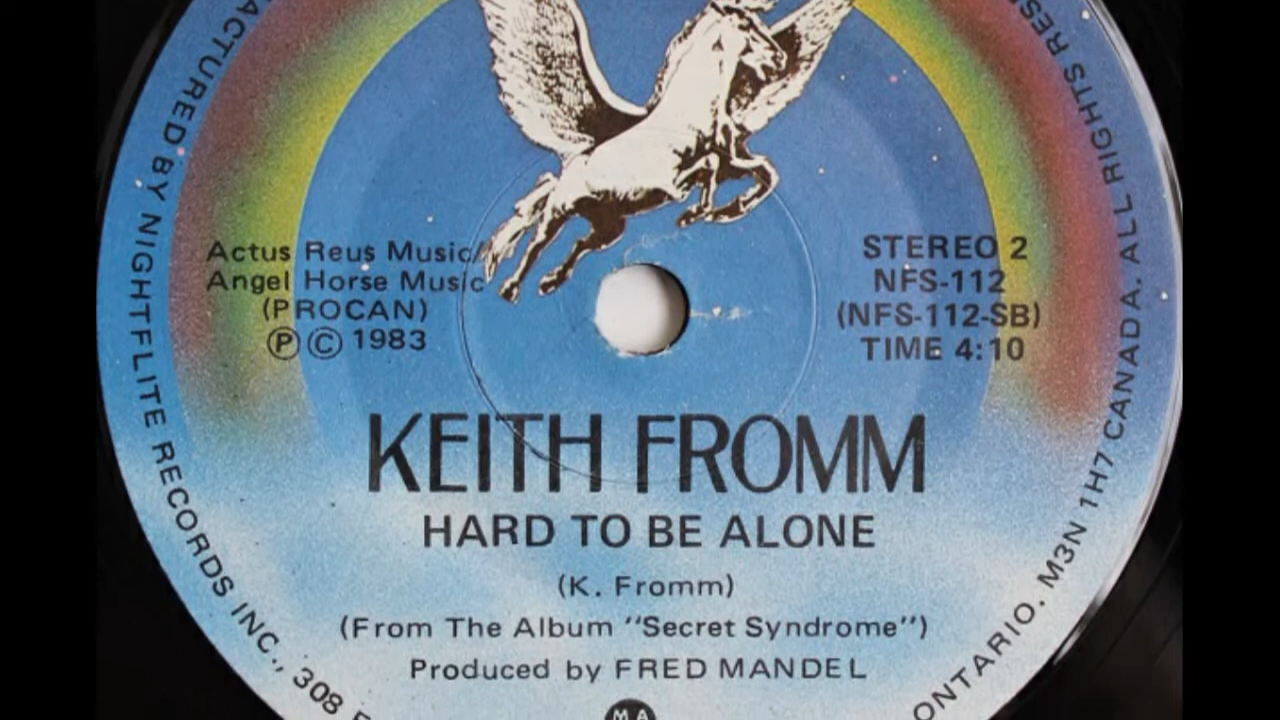 ACTURED BY NIGHTFLITE RECORDS INC., 308
ONTARIO. M3N 1H7 CANADA. ALL RIGHTS RES
Actus Reus Music/
Angel Horse Music
(PROCAN)
Ⓟ © 1983
STEREO 2
NFS-112
(NFS-112-SB)
TIME 4:10
KEITH FROMM
HARD TO BE ALONE
(K. Fromm)
(From The Album "Secret Syndrome")
Produced by FRED MANDEL
M A